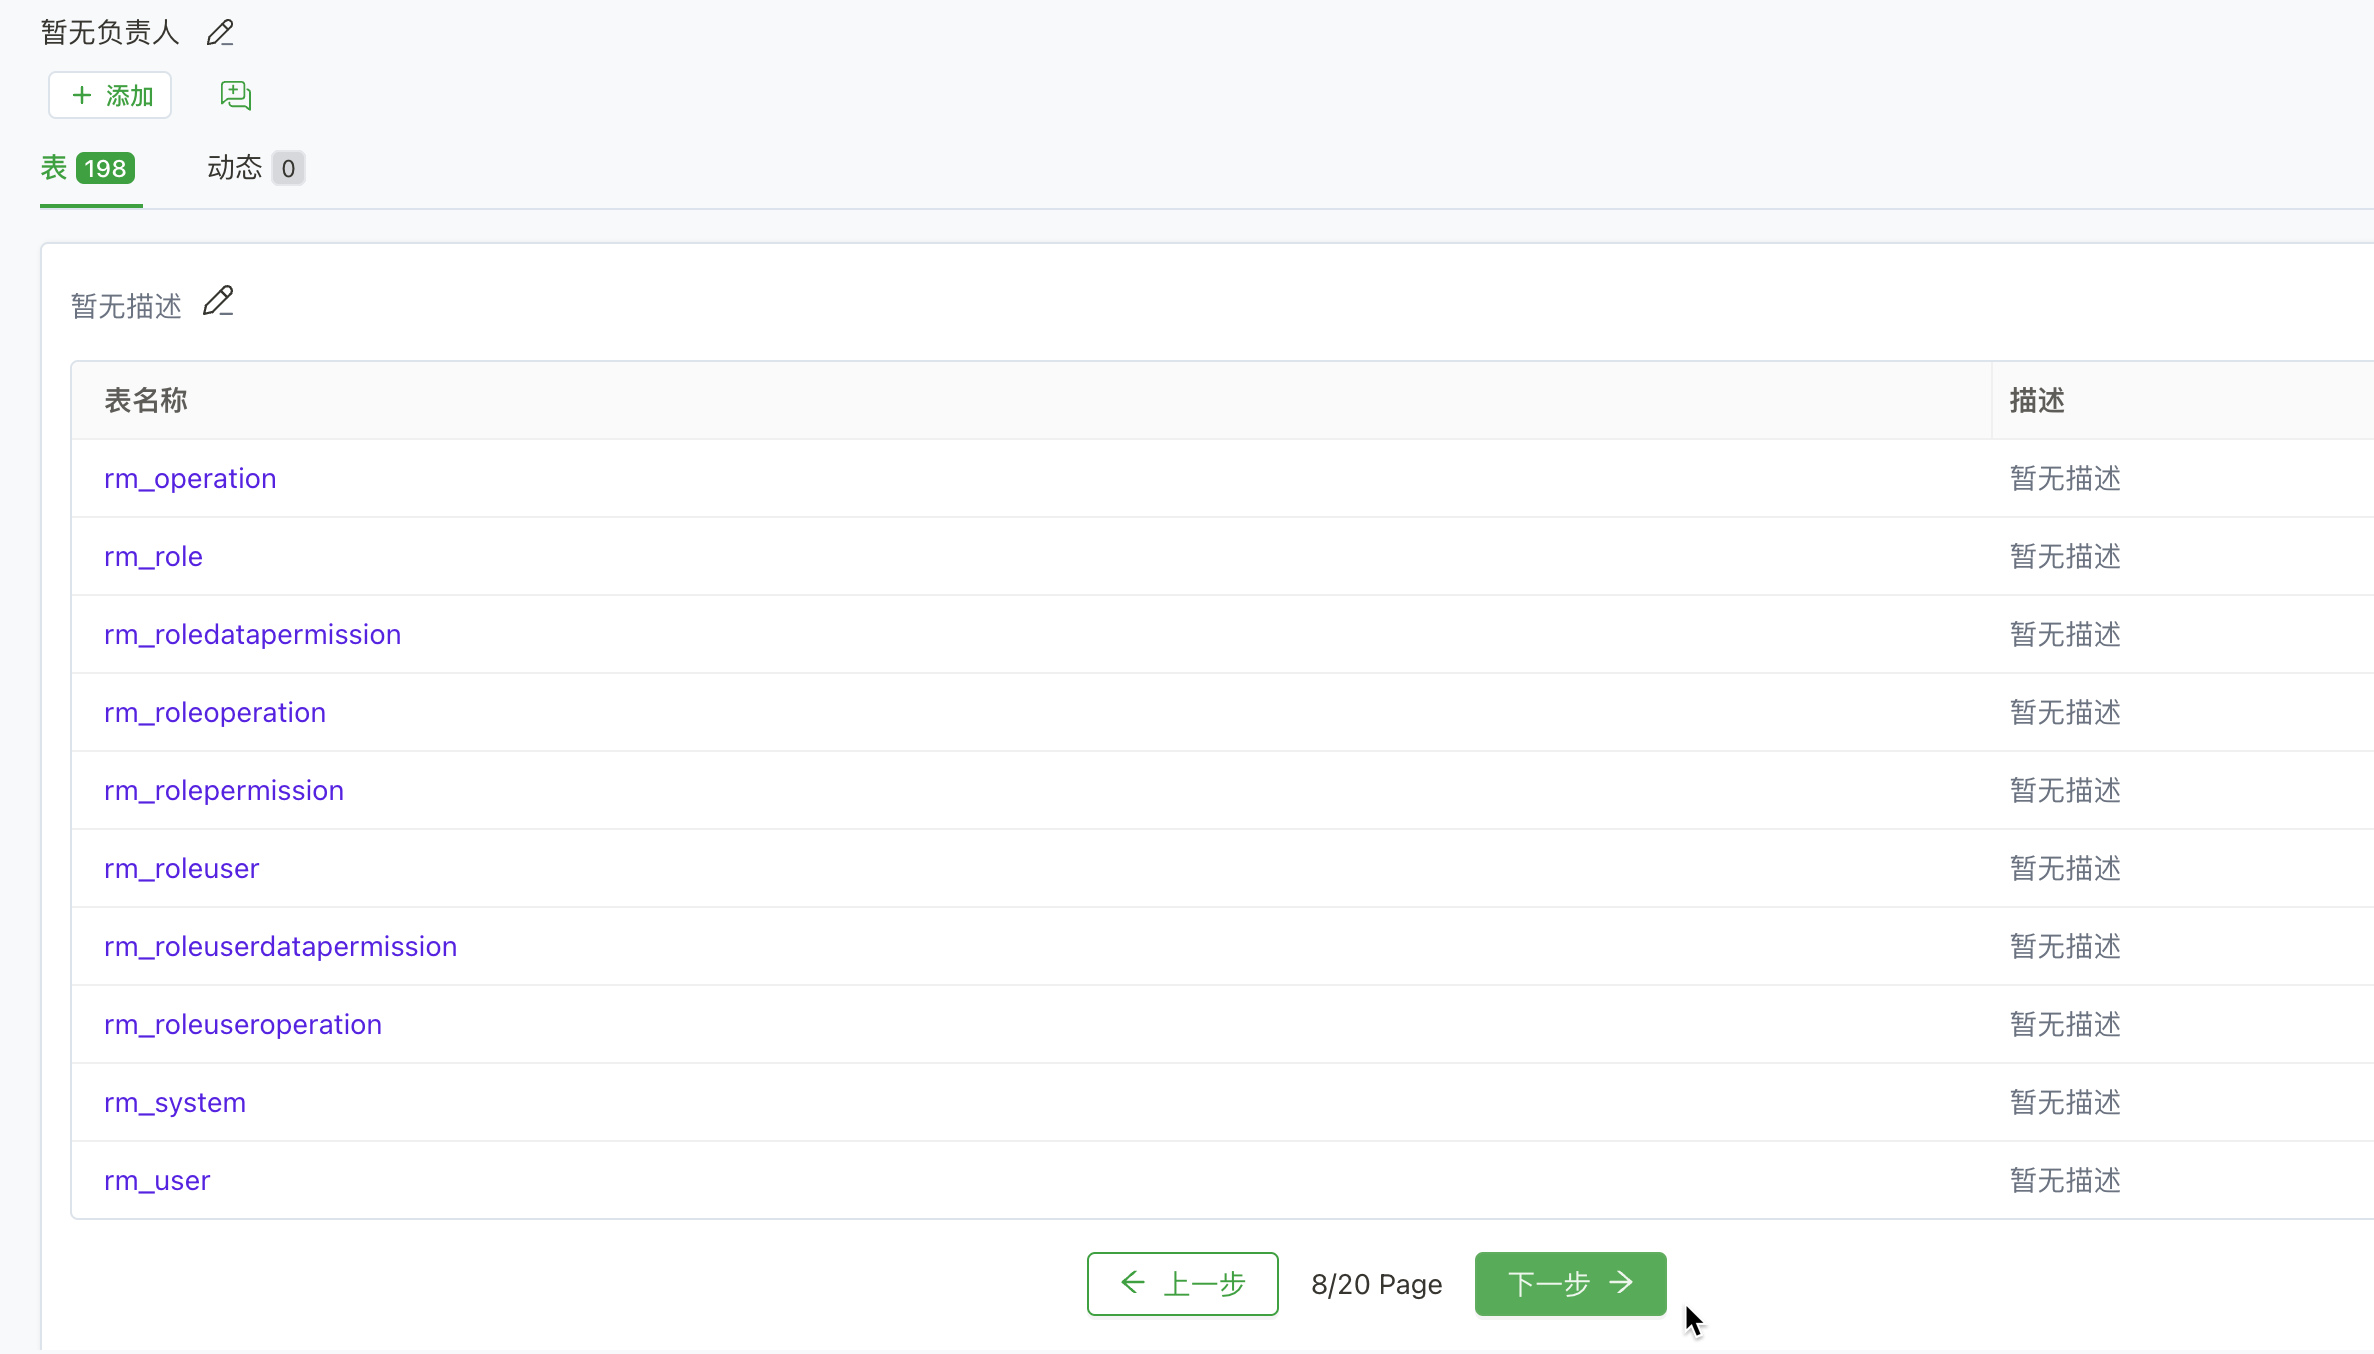 暂无负责人
添加
表 198 动态 0
暂无描述
表名称 描述
rm_operation 暂无描述
rm_role 暂无描述
rm_roledatapermission 暂无描述
rm_roleoperation 暂无描述
rm_rolepermission 暂无描述
rm_roleuser 暂无描述
rm_roleuserdatapermission 暂无描述
rm_roleuseroperation 暂无描述
rm_system 暂无描述
rm_user 暂无描述
上一步 8/20 Page 下一步